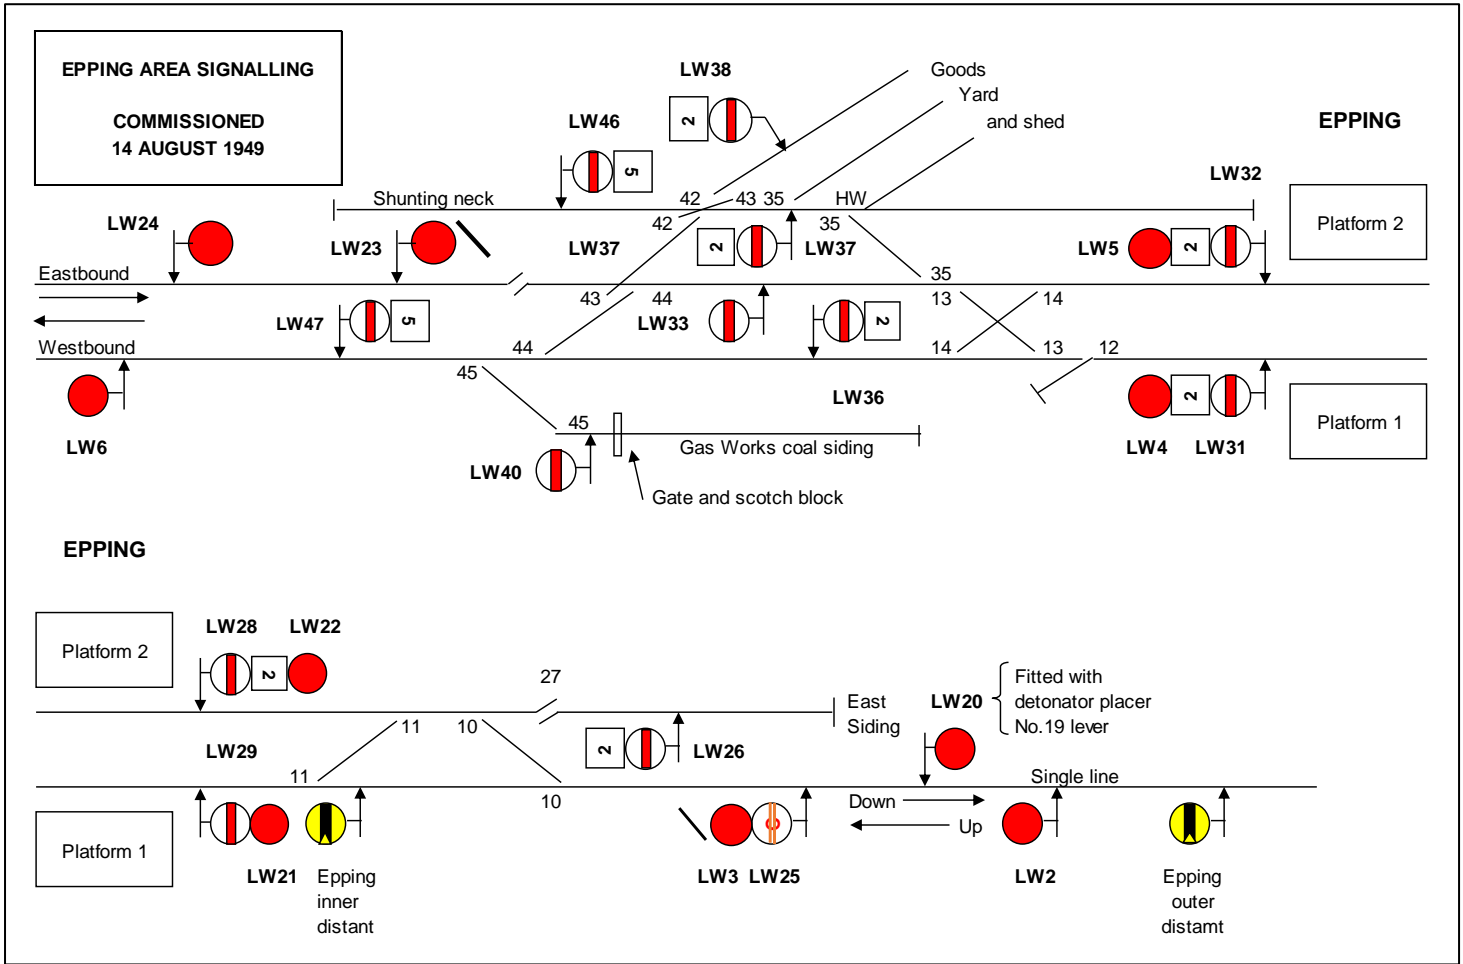 EPPING AREA SIGNALLING
COMMISSIONED
14 AUGUST 1949
LW38
Goods
Yard
and shed
EPPING
2
LW46
5
LW32
Shunting neck
42
43
35
HW
Platform 2
LW24
LW23
42
LW37
2
LW37
35
LW5
2
Eastbound
35
43
44
13
14
LW47
5
LW33
2
Westbound
44
14
13
12
45
LW36
2
Platform 1
LW6
45
Gas Works coal siding
LW4
LW31
LW40
Gate and scotch block
EPPING
LW28
LW22
Platform 2
2
27
East
Siding
LW20
Fitted with
detonator placer
No.19 lever
11
10
LW29
2
LW26
11
10
Single line
Down
Up
C
Platform 1
LW21
Epping
inner
distant
LW3
LW25
LW2
Epping
outer
distamt